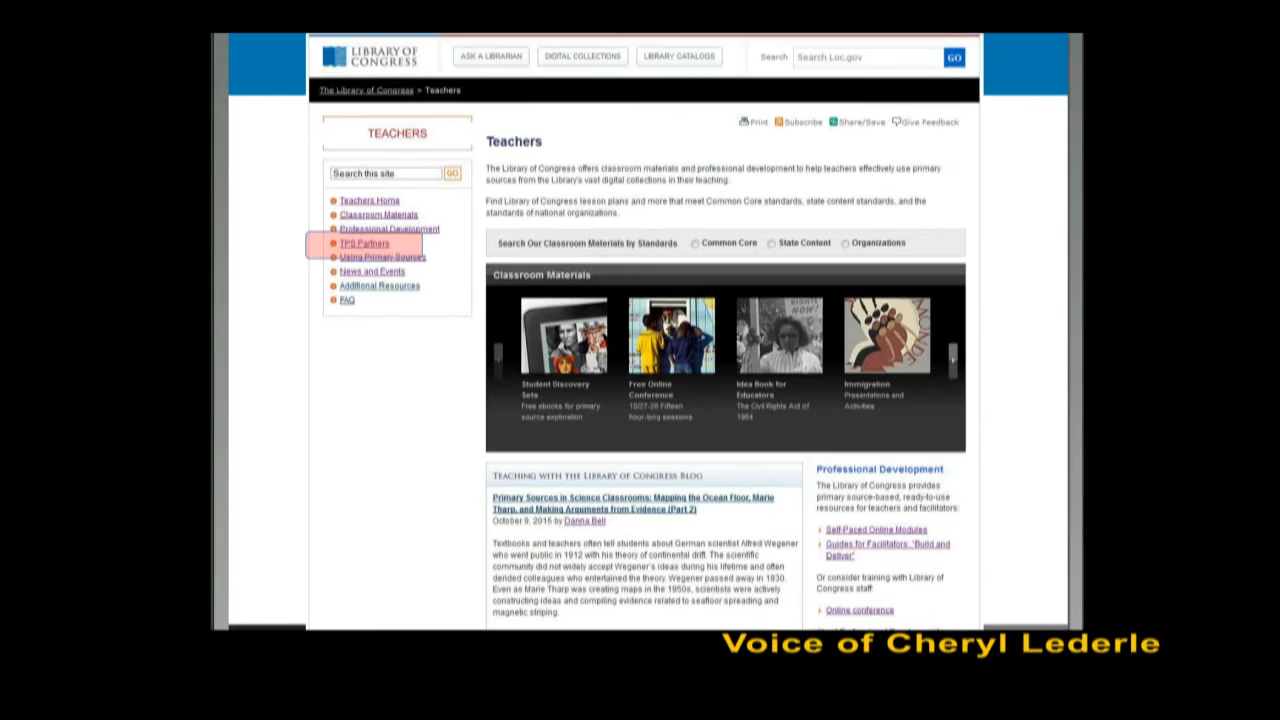 LIBRARY OF
CONGRESS
ASK A LIBRARIAN
DIGITAL COLLECTIONS
LIBRARY CATALOGS
Search
Search Loc.gov
GO
The Library of Congress > Teachers
TEACHERS
Search this site
GO
Teachers Home
Classroom Materials
Professional Development
TPS Partners
Using Primary Sources
News and Events
Additional Resources
FAQ
Print
Subscribe
Share/Save
Give Feedback
Teachers
The Library of Congress offers classroom materials and professional development to help teachers effectively use primary
sources from the Library's vast digital collections in their teaching.
Find Library of Congress lesson plans and more that meet Common Core standards, state content standards, and the
standards of national organizations.
Search Our Classroom Materials by Standards
Common Core
State Content
Organizations
Classroom Materials
RIGHTS
NOW!
Student Discovery
Sets
Free ebooks for primary
source exploration
Free Online
Conference
10/27-28 Fifteen
hour-long sessions
Idea Book for
Educators
The Civil Rights Act of
1964
Immigration
Presentations and
Activities
TEACHING WITH THE LIBRARY OF CONGRESS BLOG
Primary Sources in Science Classrooms: Mapping the Ocean Floor, Marie
Tharp, and Making Arguments from Evidence (Part 2)
October 9, 2015 by Danna Bell
Textbooks and teachers often tell students about German scientist Alfred Wegener
who went public in 1912 with his theory of continental drift. The scientific
community did not widely accept Wegener's ideas during his lifetime and often
derided colleagues who entertained the theory. Wegener passed away in 1930.
Even as Marie Tharp was creating maps in the 1950s, scientists were actively
constructing ideas and compiling evidence related to seafloor spreading and
magnetic striping.
Professional Development
The Library of Congress provides
primary source-based, ready-to-use
resources for teachers and facilitators:
Self-Paced Online Modules
Guides for Facilitators: "Build and
Deliver"
Or consider training with Library of
Congress staff:
Online conference
Voice of Cheryl Lederle